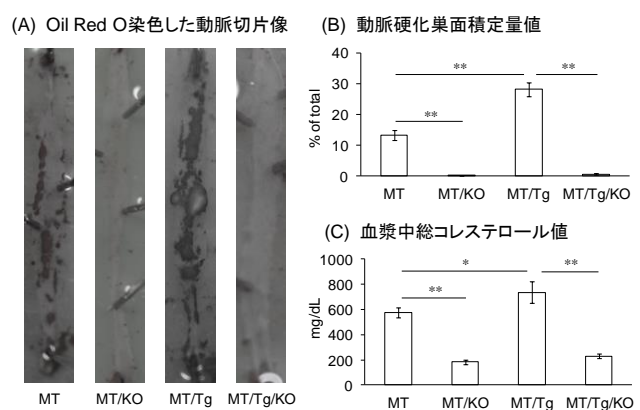 (A) Oil Red O染色した動脈切片像
MT
MT/KO
MT/Tg
MT/Tg/KO
(B) 動脈硬化巣面積定量値
% of total
40
30
20
10
0
**
**
**
MT
MT/KO
MT/Tg
MT/Tg/KO
(C) 血漿中総コレステロール値
mg/dL
1000
800
600
400
200
0
*
**
**
MT
MT/KO
MT/Tg
MT/Tg/KO